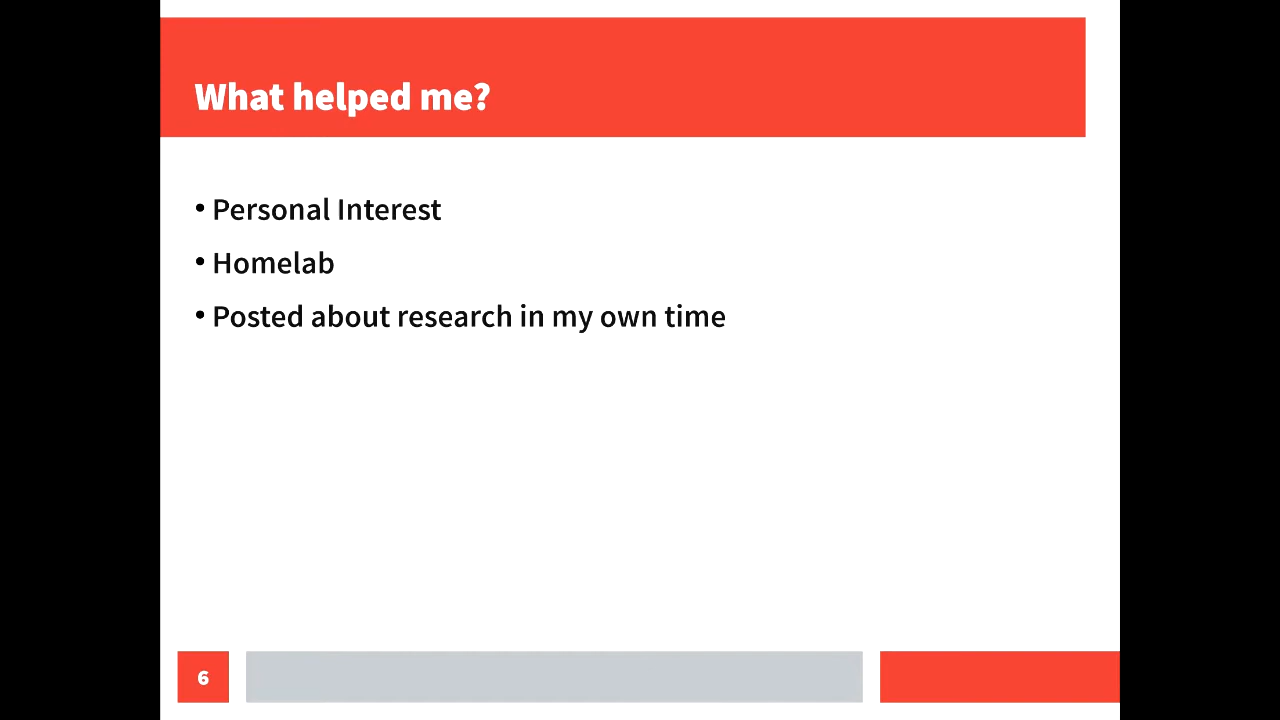 What helped me?
• Personal Interest
• Homelab
• Posted about research in my own time
6